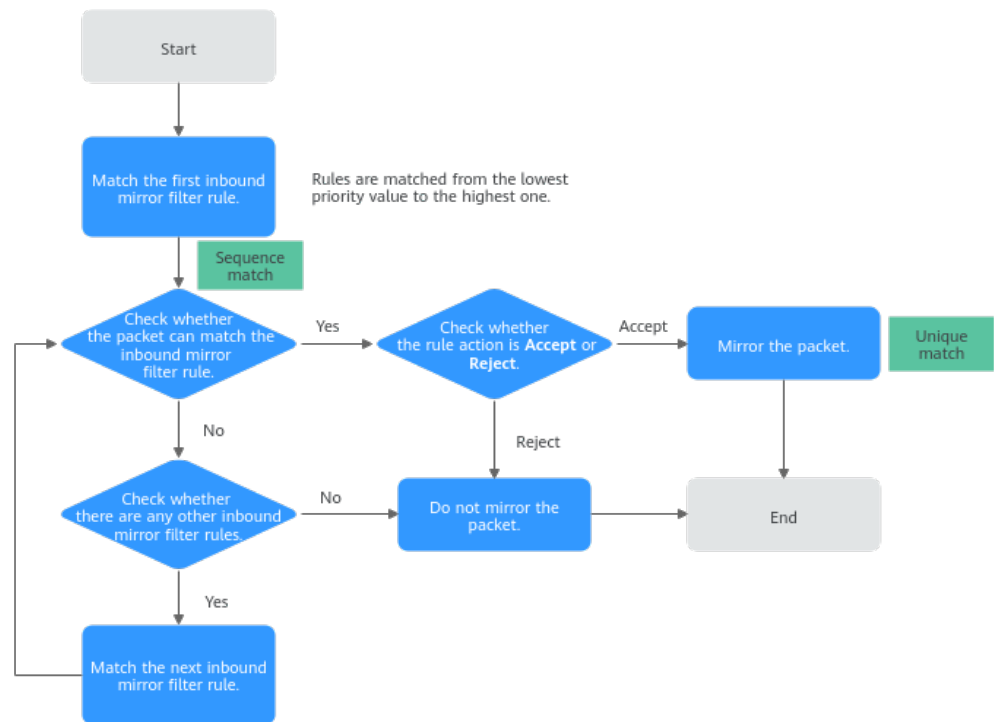 Start
Match the first inbound
mirror filter rule.
Rules are matched from the lowest
priority value to the highest one.
Sequence
match
Check whether
the packet can match the
inbound mirror
filter rule.
Yes
Check whether
the rule action is Accept or
Reject.
Accept
Mirror the packet.
Unique
match
No
Reject
Check whether
there are any other inbound
mirror filter rules.
No
Do not mirror the
packet.
End
Yes
Match the next inbound
mirror filter rule.